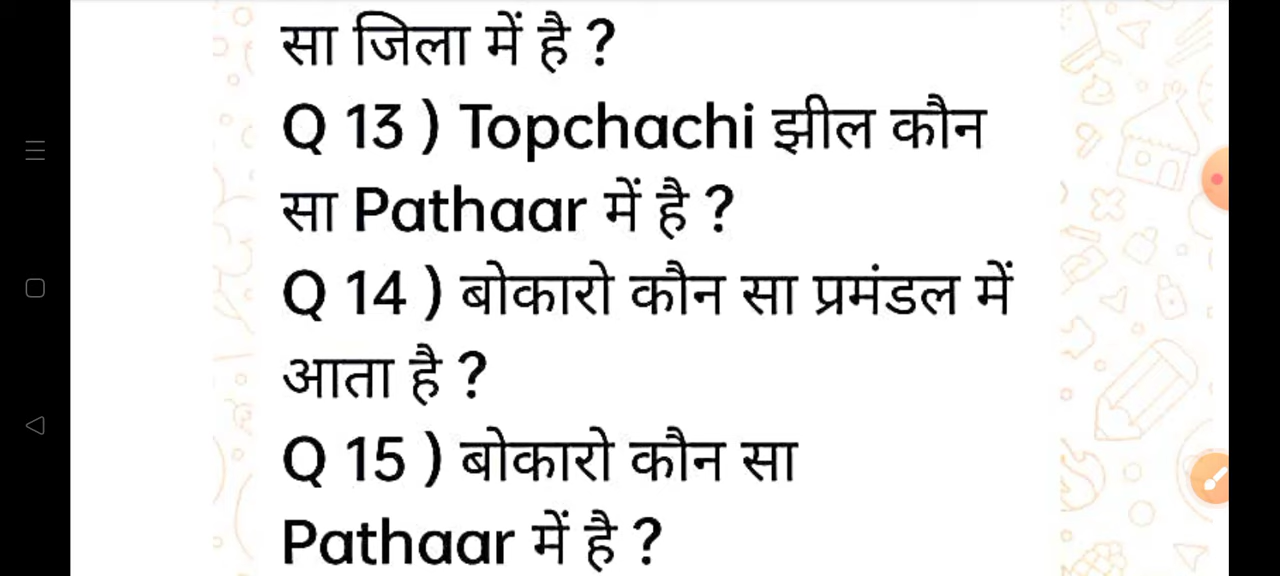 सा जिला में है ?
Q 13 ) Topchachi झील कौन
सा Pathaar में है ?
Q 14 ) बोकारो कौन सा प्रमंडल में
आता है ?
Q 15 ) बोकारो कौन सा
Pathaar में है ?